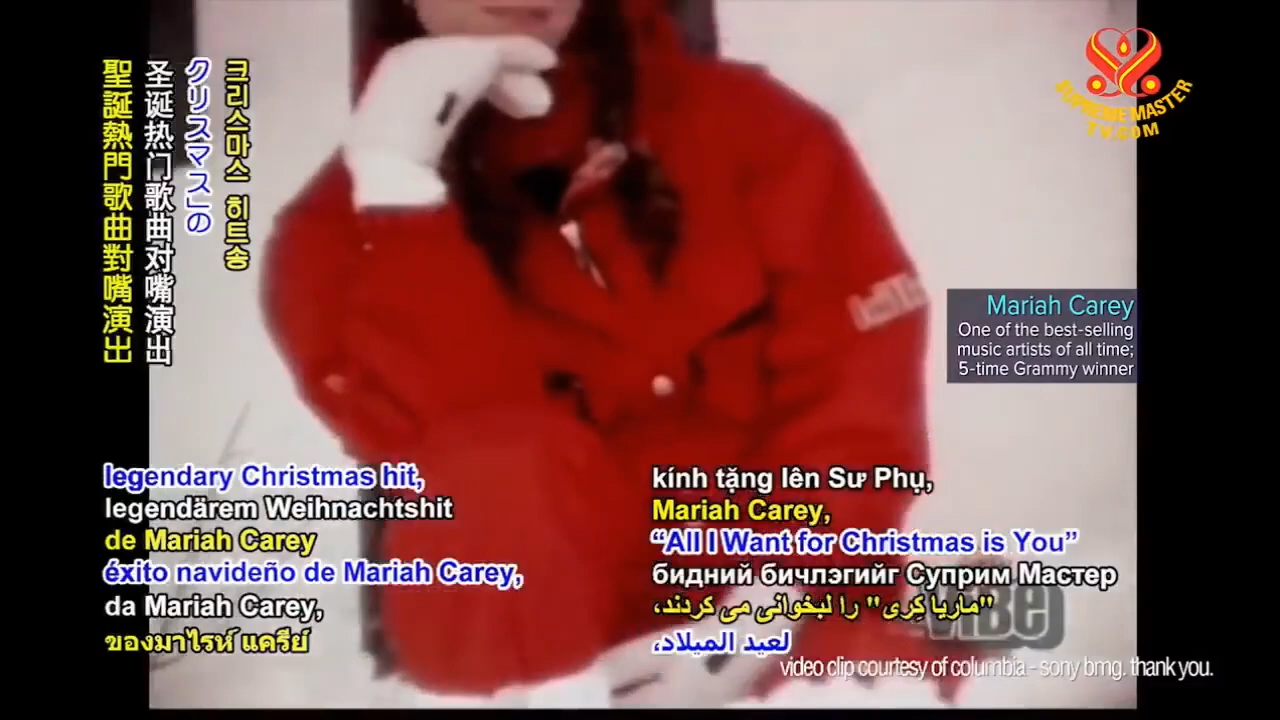 SUPREME MASTER
TV.COM
크리스마스 히트송
クリスマス」の
圣诞热门歌曲对嘴演出
聖誕熱門歌曲對嘴演出
Mariah Carey
One of the best-selling
music artists of all time;
5-time Grammy winner
legendary Christmas hit,
legendärem Weihnachtshit
de Mariah Carey
éxito navideño de Mariah Carey,
da Mariah Carey,
ของมาไรห์ แครีย์
kính tặng lên Sư Phụ,
Mariah Carey,
“All I Want for Christmas is You”
бидний бичлэгийг Суприм Мастер
"ماریا کِری" را لبخوانی می کردند،
لعيد الميلاد،
VIBE
video clip courtesy of columbia - sony bmg. thank you.